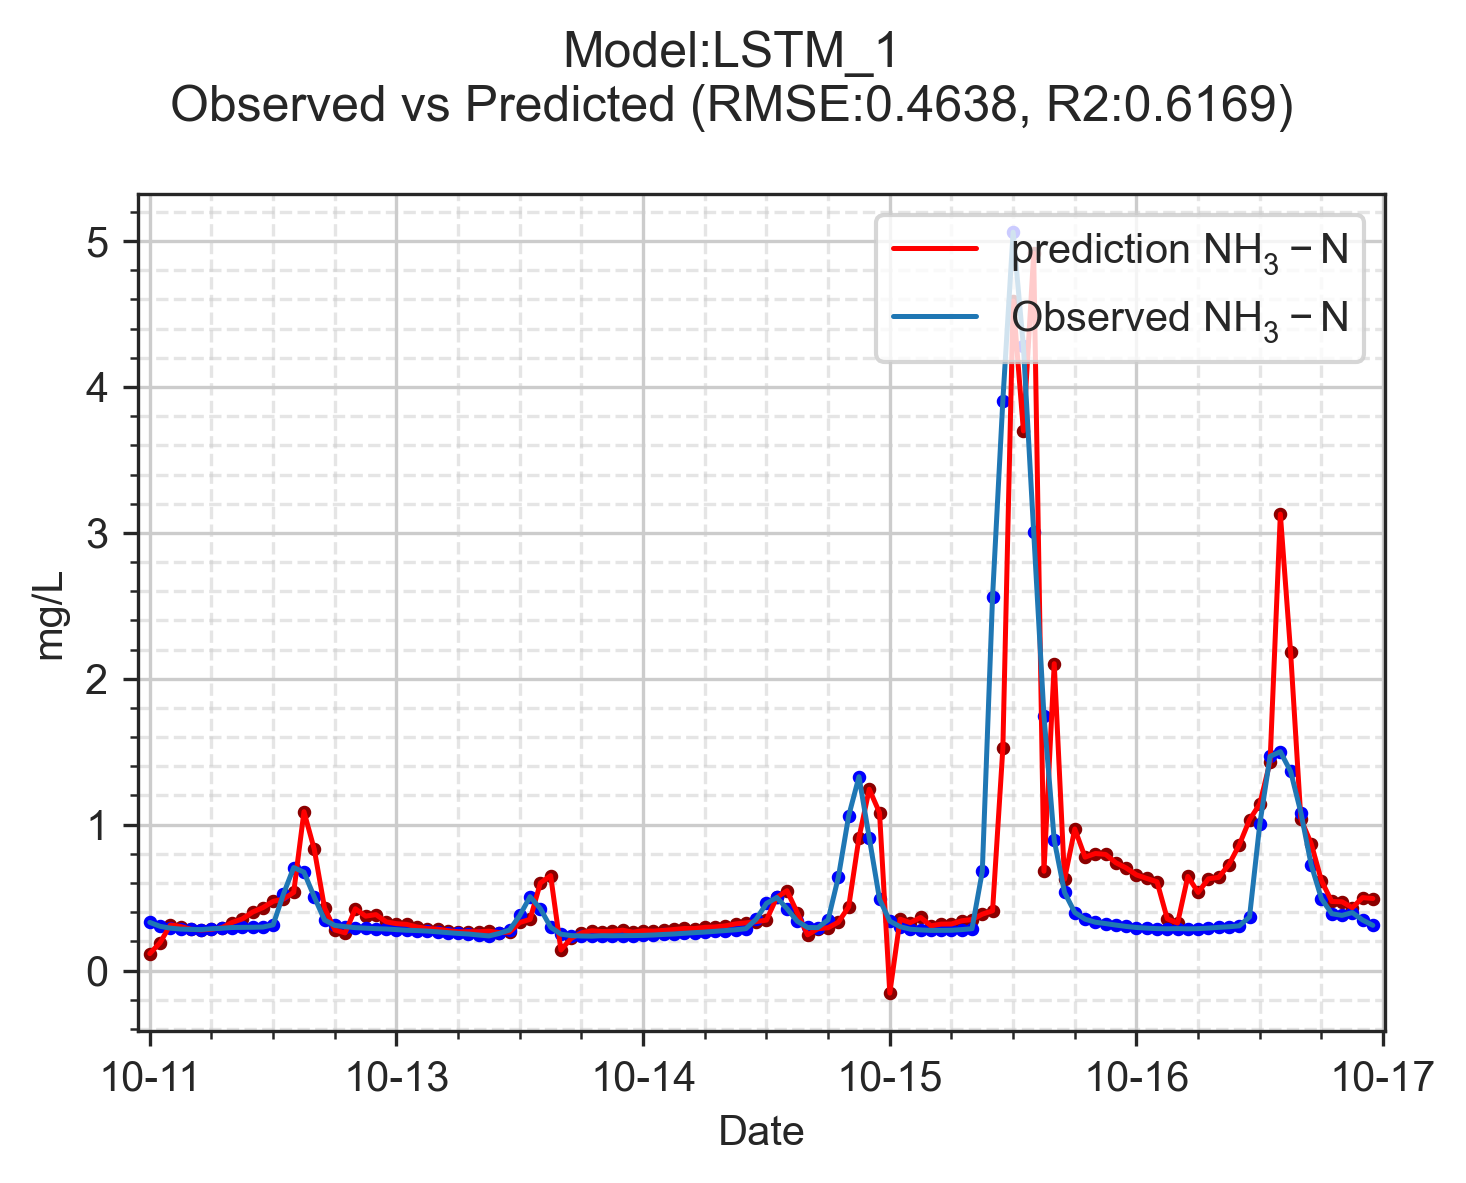 Model:LSTM_1
Observed vs Predicted (RMSE:0.4638, R2:0.6169)
prediction NH₃ − N
Observed NH₃ − N
5
4
3
2
1
0
mg/L
10-11 10-13 10-14 10-15 10-16 10-17
Date